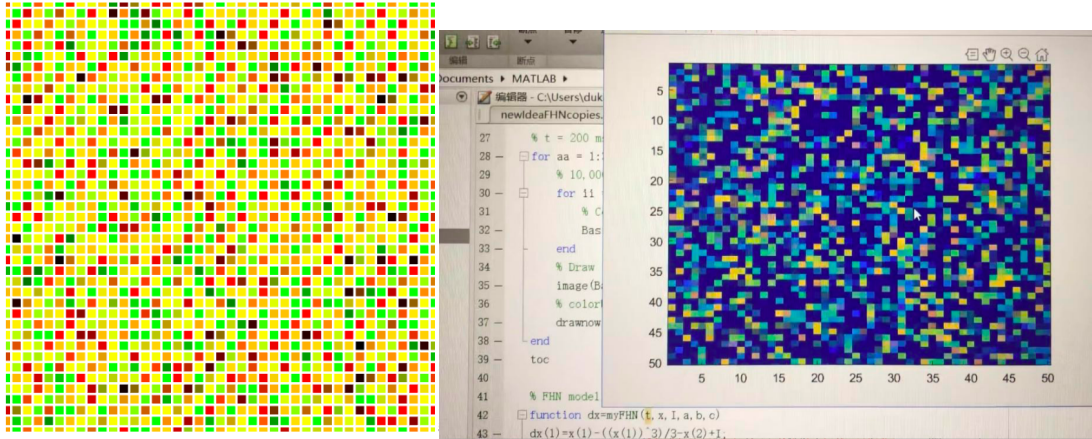 编辑
断点
Documents ▸ MATLAB ▸
编辑器 - C:\Users\duk
newIdeaFHNcopies.
27 % t = 200 m
28 – for aa = 1:
29 % 10,00
30 – for ii
31 % C
32 – Bas
33 – end
34 % Draw
35 – image(Ba
36 % color
37 – drawnow
38 – end
39 – toc
40
41 % FHN model
42 function dx=myFHN(t,x,I,a,b,c)
43 – dx(1)=x(1)-((x(1))^3)/3-x(2)+I;
5
10
15
20
25
30
35
40
45
50
5 10 15 20 25 30 35 40 45 50